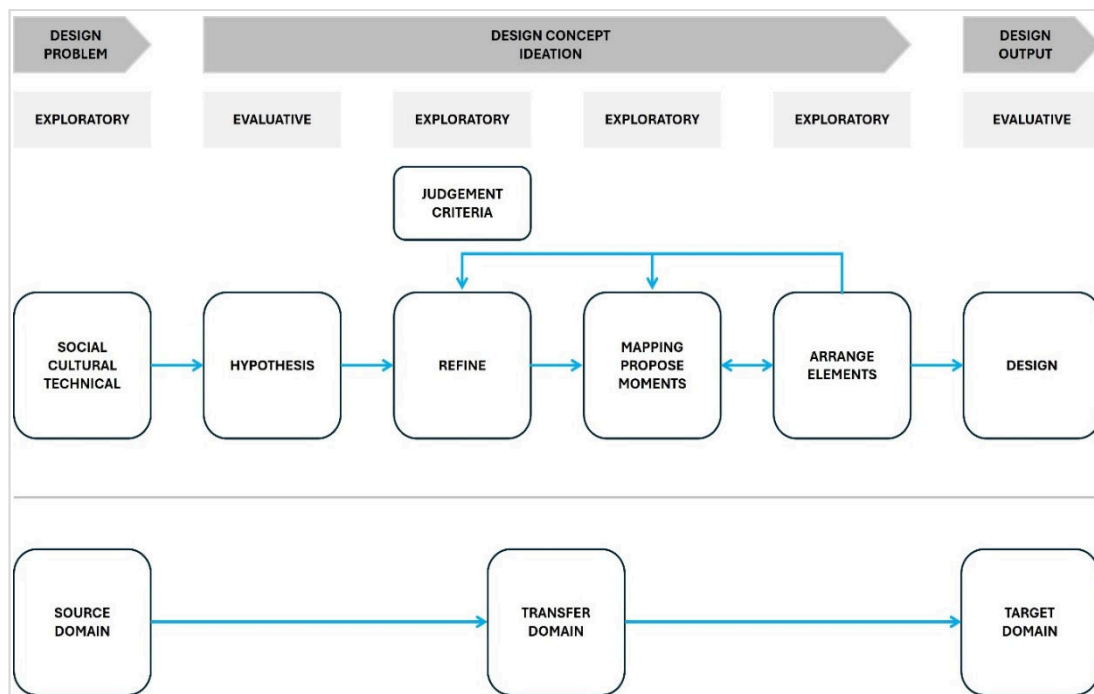 DESIGN
PROBLEM
DESIGN CONCEPT
IDEATION
DESIGN
OUTPUT
EXPLORATORY
EVALUATIVE
EXPLORATORY
EXPLORATORY
EXPLORATORY
EVALUATIVE
JUDGEMENT
CRITERIA
SOCIAL
CULTURAL
TECHNICAL
HYPOTHESIS
REFINE
MAPPING
PROPOSE
MOMENTS
ARRANGE
ELEMENTS
DESIGN
SOURCE
DOMAIN
TRANSFER
DOMAIN
TARGET
DOMAIN